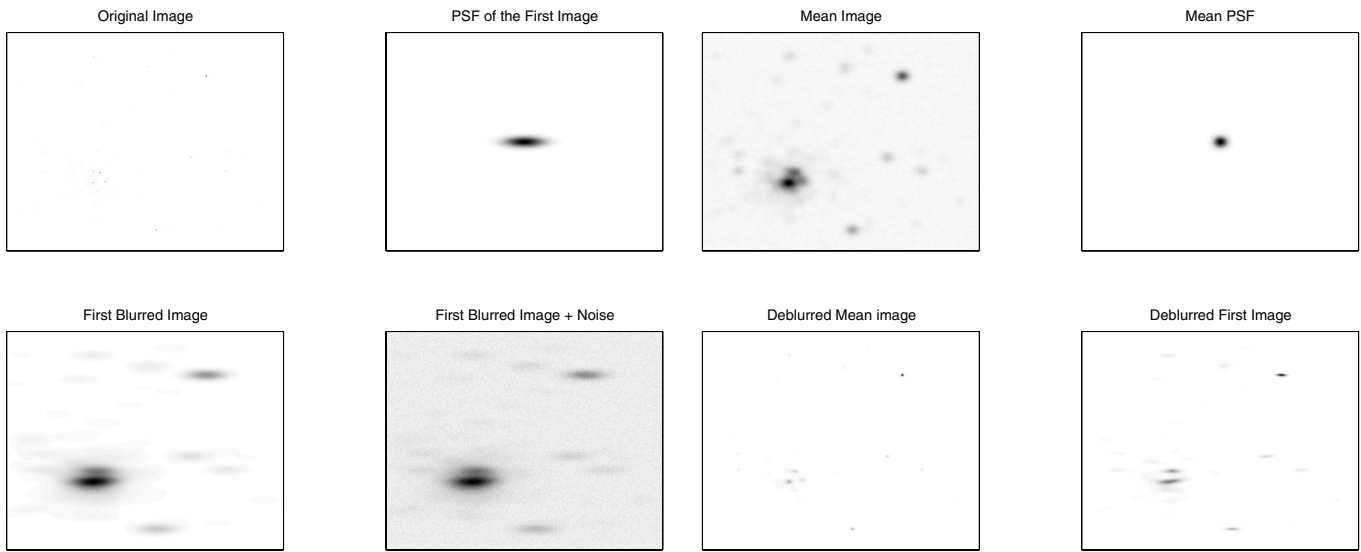 Original Image
PSF of the First Image
Mean Image
Mean PSF
First Blurred Image
First Blurred Image + Noise
Deblurred Mean image
Deblurred First Image